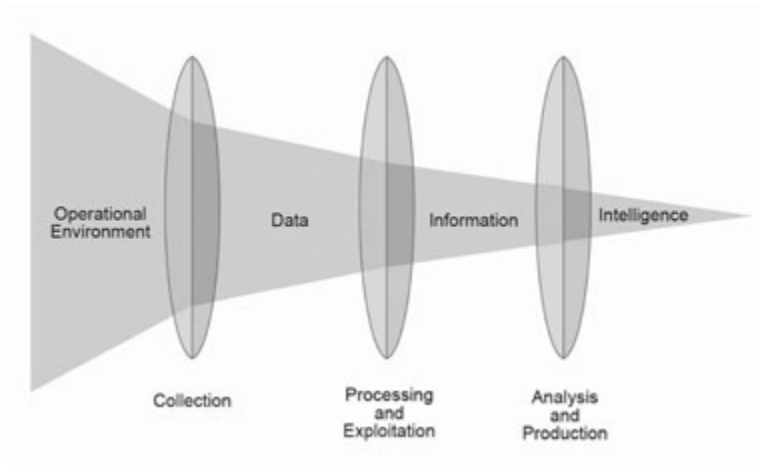 Operational
Environment
Data
Information
Intelligence
Collection
Processing
and
Exploitation
Analysis
and
Production